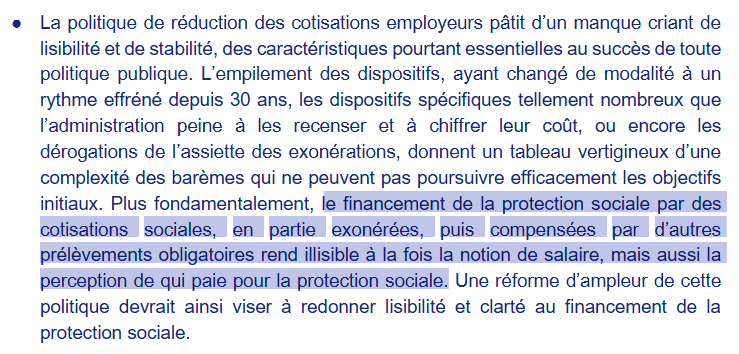 ● La politique de réduction des cotisations employeurs pâtit d’un manque criant de
lisibilité et de stabilité, des caractéristiques pourtant essentielles au succès de toute
politique publique. L’empilement des dispositifs, ayant changé de modalité à un
rythme effréné depuis 30 ans, les dispositifs spécifiques tellement nombreux que
l’administration peine à les recenser et à chiffrer leur coût, ou encore les
dérogations de l’assiette des exonérations, donnent un tableau vertigineux d’une
complexité des barèmes qui ne peuvent pas poursuivre efficacement les objectifs
initiaux. Plus fondamentalement, le financement de la protection sociale par des
cotisations sociales, en partie exonérées, puis compensées par d’autres
prélèvements obligatoires rend illisible à la fois la notion de salaire, mais aussi la
perception de qui paie pour la protection sociale. Une réforme d’ampleur de cette
politique devrait ainsi viser à redonner lisibilité et clarté au financement de la
protection sociale.